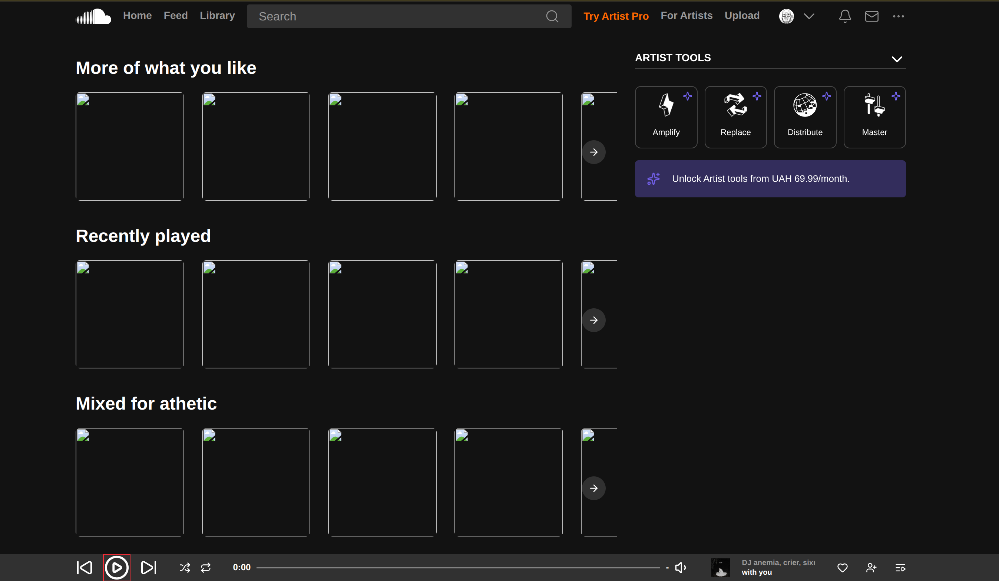 Home Feed Library Search Try Artist Pro For Artists Upload
More of what you like
ARTIST TOOLS
Amplify Replace Distribute Master
Unlock Artist tools from UAH 69.99/month.
Recently played
Mixed for athetic
0:00 -
DJ anemia, crier,
with you